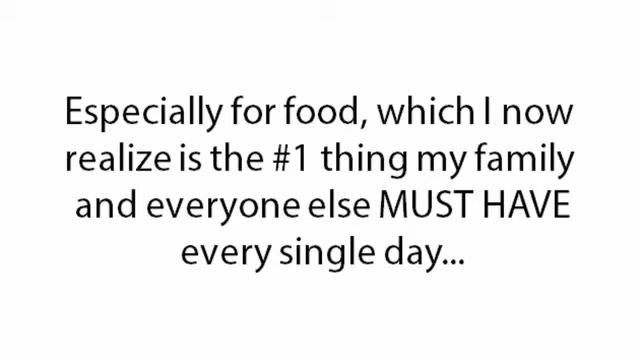 Especially for food, which I now
realize is the #1 thing my family
and everyone else MUST HAVE
every single day...